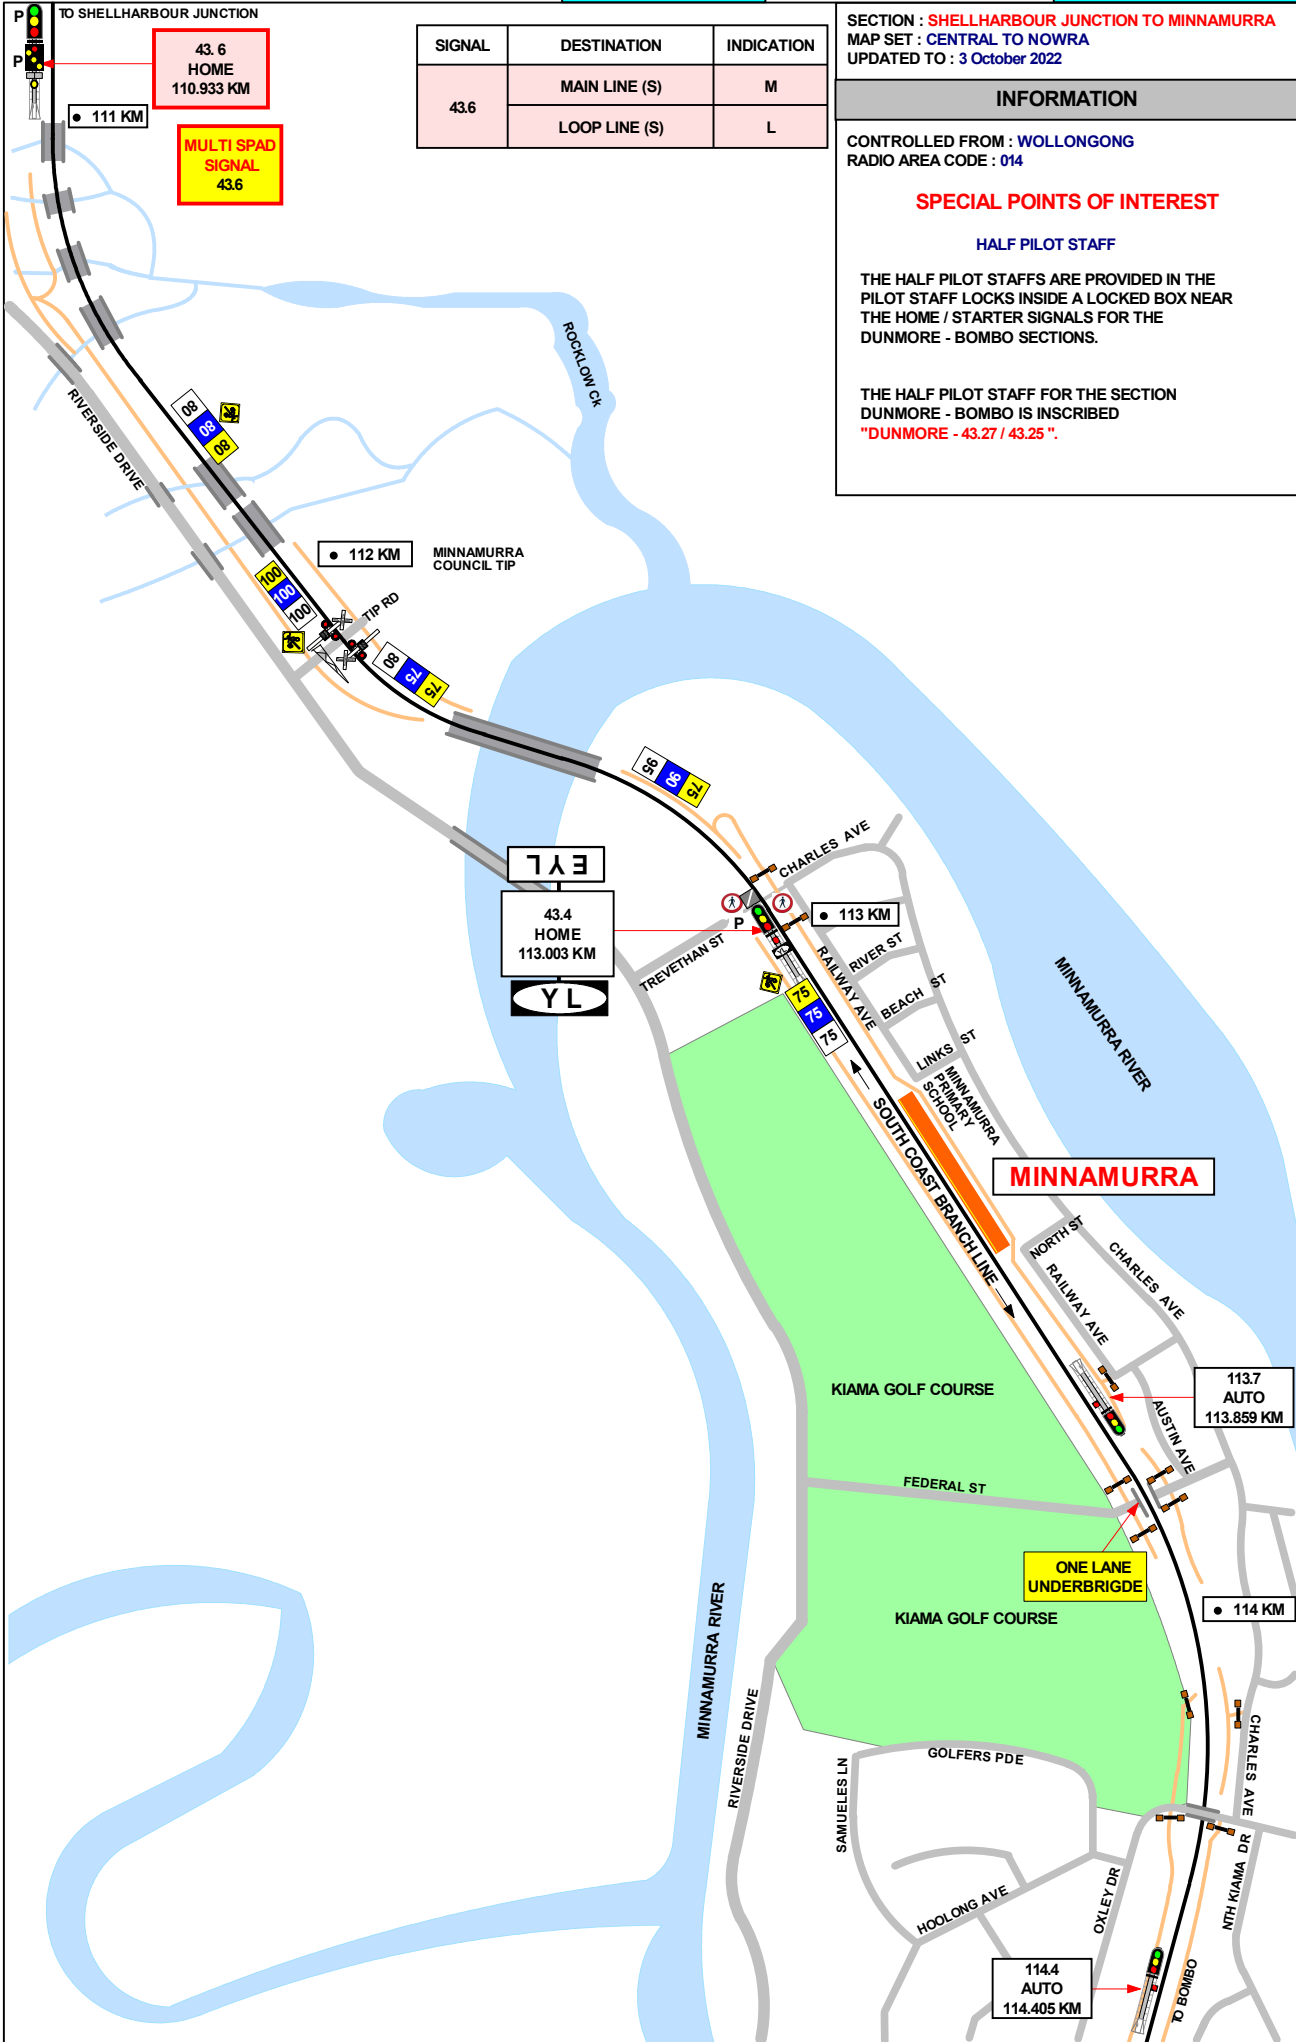 TO SHELLHARBOUR JUNCTION
P
P
43. 6
HOME
110.933 KM
111 KM
MULTI SPAD
SIGNAL
43.6
SIGNAL DESTINATION INDICATION
43.6
MAIN LINE (S) M
LOOP LINE (S) L
SECTION : SHELLHARBOUR JUNCTION TO MINNAMURRA
MAP SET : CENTRAL TO NOWRA
UPDATED TO : 3 October 2022
INFORMATION
CONTROLLED FROM : WOLLONGONG
RADIO AREA CODE : 014
SPECIAL POINTS OF INTEREST
HALF PILOT STAFF
THE HALF PILOT STAFFS ARE PROVIDED IN THE
PILOT STAFF LOCKS INSIDE A LOCKED BOX NEAR
THE HOME / STARTER SIGNALS FOR THE
DUNMORE - BOMBO SECTIONS.
THE HALF PILOT STAFF FOR THE SECTION
DUNMORE - BOMBO IS INSCRIBED
"DUNMORE - 43.27 / 43.25 ".
ROCKLOW Ck
RIVERSIDE DRIVE
80
80
80
112 KM
MINNAMURRA
COUNCIL TIP
100
100
100
TIP RD
80
75
75
95
90
75
EYL
43.4
HOME
113.003 KM
YL
P
YL
CHARLES AVE
113 KM
TREVETHAN ST
RAILWAY AVE
RIVER ST
BEACH ST
LINKS ST
MINNAMURRA
PRIMARY
SCHOOL
75
75
75
MINNAMURRA RIVER
SOUTH COAST BRANCH LINE
MINNAMURRA
NORTH ST
CHARLES AVE
RAILWAY AVE
KIAMA GOLF COURSE
113.7
AUTO
113.859 KM
AUSTIN AVE
FEDERAL ST
ONE LANE
UNDERBRIGDE
114 KM
KIAMA GOLF COURSE
MINNAMURRA RIVER
RIVERSIDE DRIVE
GOLFERS PDE
SAMUELES LN
CHARLES AVE
HOOLONG AVE
OXLEY DR
NTH KIAMA DR
114.4
AUTO
114.405 KM
TO BOMBO